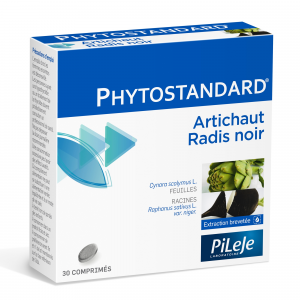 PHYTOSTANDARD®
Artichaut
Radis noir
Cynara scolymus L.
FEUILLES
RACINES
Raphanus sativus L.
var. niger.
Extraction brevetée
PiLeJe
LABORATOIRE
30 COMPRIMÉS